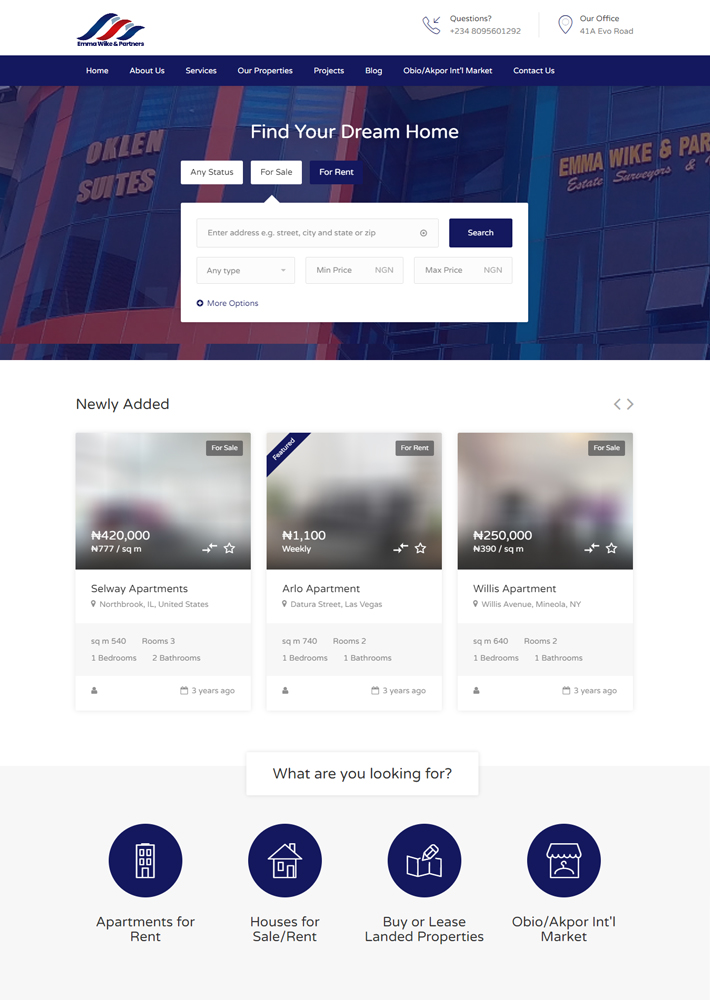 Emma Wike & Partners
Questions?
+234 8095601292
Our Office
41A Evo Road
Home About Us Services Our Properties Projects Blog Obio/Akpor Int'l Market Contact Us
OKLEN
SUITES
EMMA WIKE & PAR
Estate Surveyors &
Find Your Dream Home
Any Status For Sale For Rent
Enter address e.g. street, city and state or zip
Search
Any type
Min Price NGN
Max Price NGN
More Options
Newly Added
For Sale
₦420,000
₦777 / sq m
Selway Apartments
Northbrook, IL, United States
sq m 540 Rooms 3
1 Bedrooms 2 Bathrooms
3 years ago
Featured
For Rent
₦1,100
Weekly
Arlo Apartment
Datura Street, Las Vegas
sq m 740 Rooms 2
1 Bedrooms 1 Bathrooms
3 years ago
For Sale
₦250,000
₦390 / sq m
Willis Apartment
Willis Avenue, Mineola, NY
sq m 640 Rooms 2
1 Bedrooms 1 Bathrooms
3 years ago
What are you looking for?
Apartments for
Rent
Houses for
Sale/Rent
Buy or Lease
Landed Properties
Obio/Akpor Int'l
Market